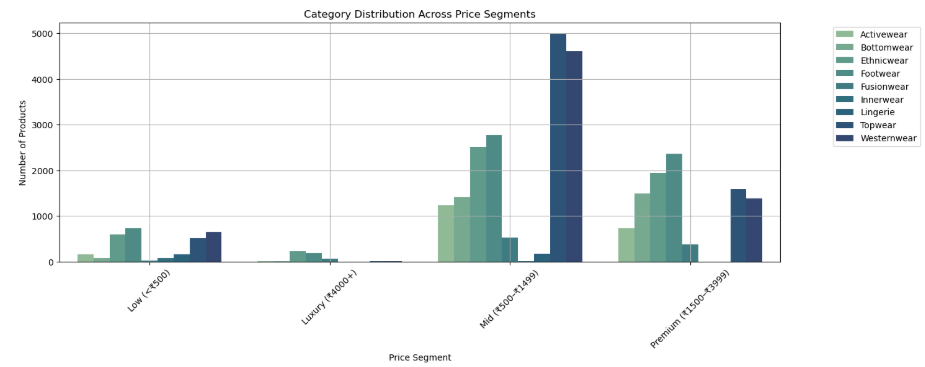 Category Distribution Across Price Segments
Number of Products
5000
4000
3000
2000
1000
0
Low (<₹500)
Luxury (₹4000+)
Mid (₹500–₹1499)
Premium (₹1500–₹3999)
Price Segment
Activewear
Bottomwear
Ethnicwear
Footwear
Fusionwear
Innerwear
Lingerie
Topwear
Westernwear